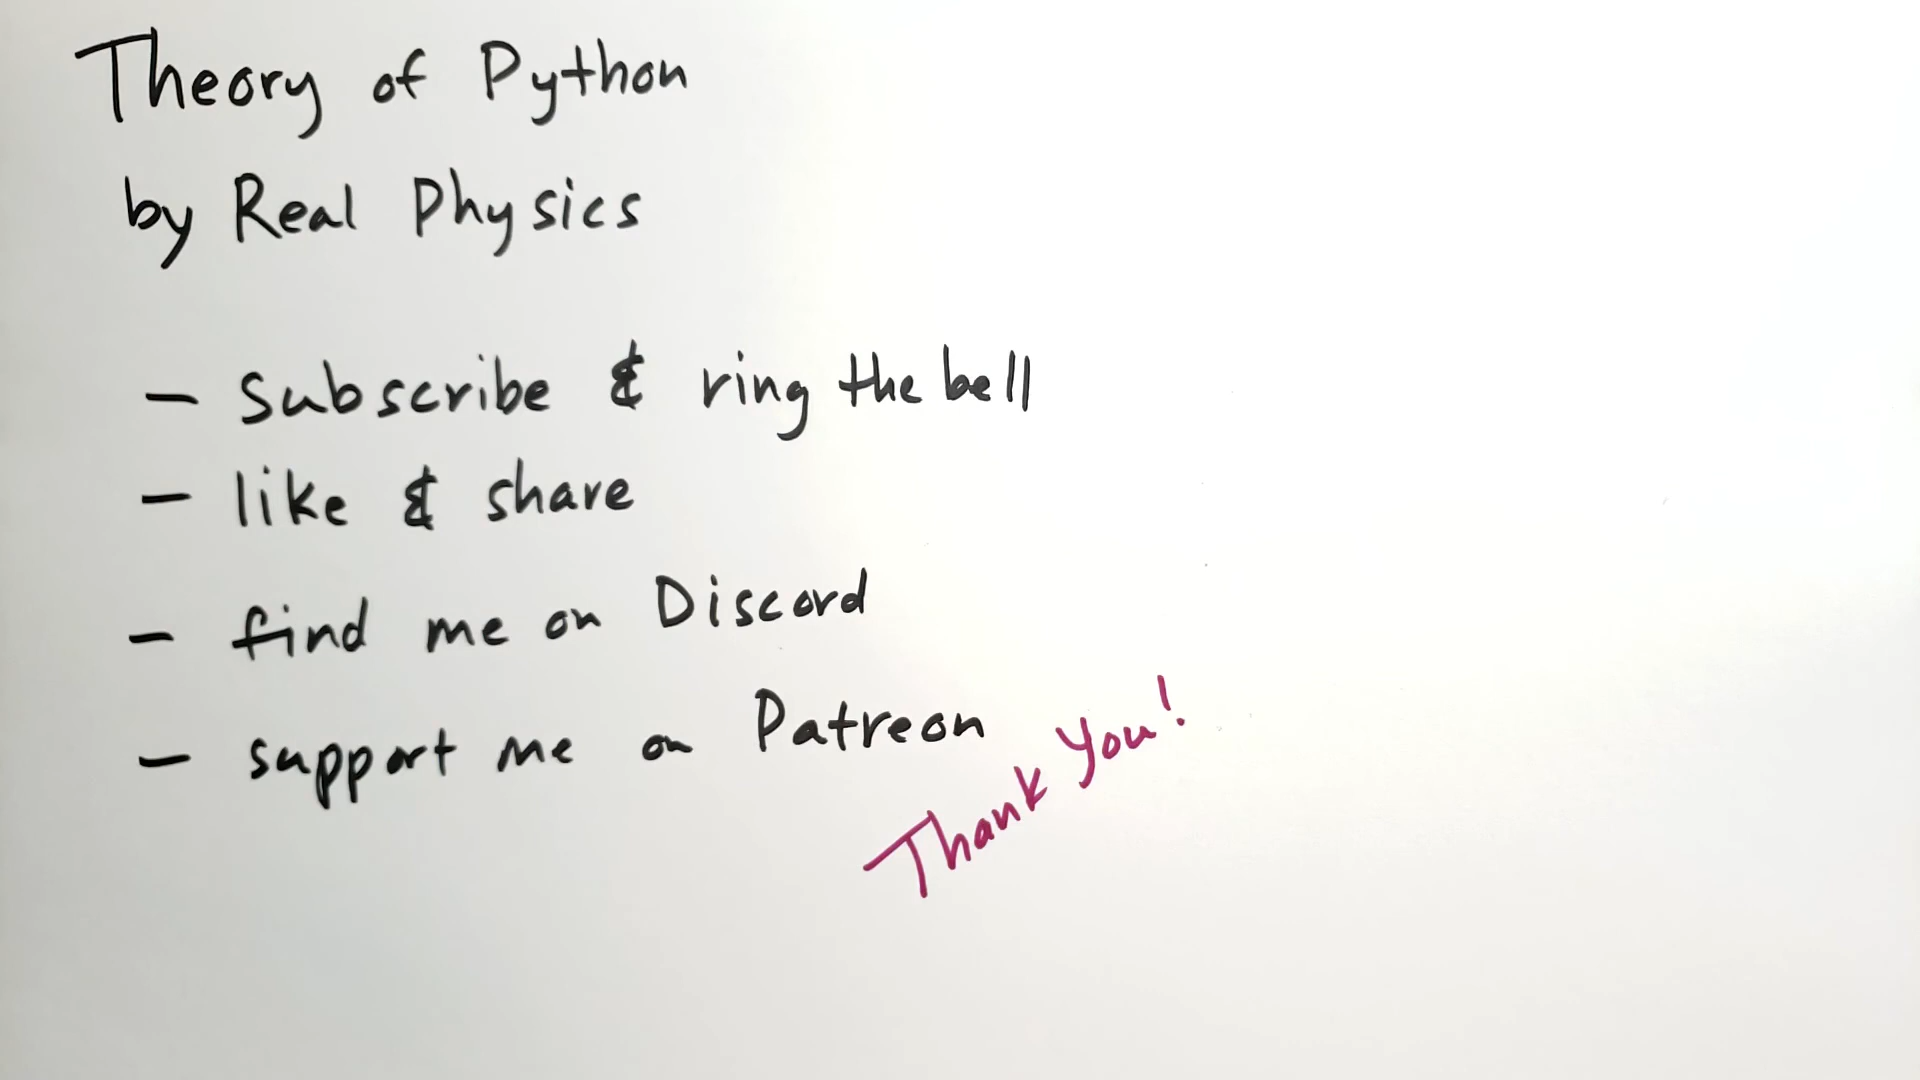 Theory of Python
by Real Physics
- subscribe & ring the bell
- like & share
- find me on Discord
- support me on Patreon
Thank You!